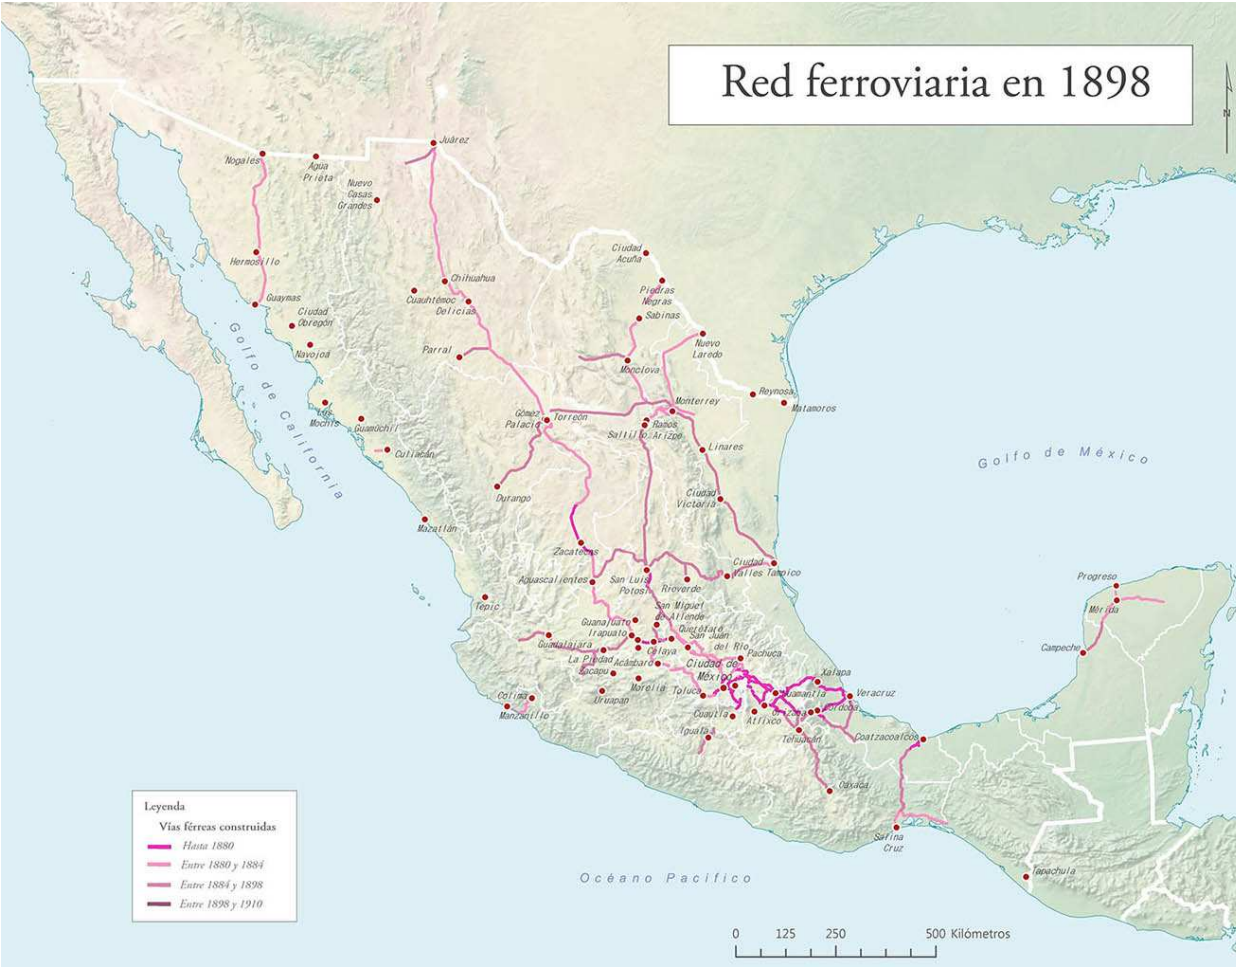 Red ferroviaria en 1898
N
Juárez
Nogales
Agua
Prieta
Nuevo
Casas
Grandes
Ciudad
Acuña
Hermosillo
Chihuahua
Piedras
Negras
Guaymas
Cuauhtémoc
Delicias
Ciudad
Obregón
Sabinas
Navojoa
Nuevo
Laredo
Parral
Monclova
Golfo de California
Reynosa
Matamoros
Los
Mochis
Guamúchil
Gómez
Palacio
Torreón
Monterrey
Ramos
Arizpe
Saltillo
Culiacán
Linares
Golfo de México
Durango
Ciudad
Victoria
Mazatlán
Zacatecas
Aguascalientes
San Luis
Potosí
Rioverde
Ciudad
Valles
Tampico
Progreso
Mérida
Tepic
San Miguel
de Allende
Guanajuato
Irapuato
Querétaro
San Juan
del Río
Guadalajara
Celaya
Pachuca
Campeche
La Piedad
Acámbaro
Ciudad de
México
Zacapu
Xalapa
Morelia
Toluca
Huamantla
Veracruz
Colima
Uruapan
Manzanillo
Cuautla
Atlixco
Orizaba
Córdoba
Iguala
Tehuacán
Coatzacoalcos
Oaxaca
Salina
Cruz
Tapachula
Océano Pacífico
Leyenda
Vías férreas construidas
Hasta 1880
Entre 1880 y 1884
Entre 1884 y 1898
Entre 1898 y 1910
0 125 250 500 Kilómetros